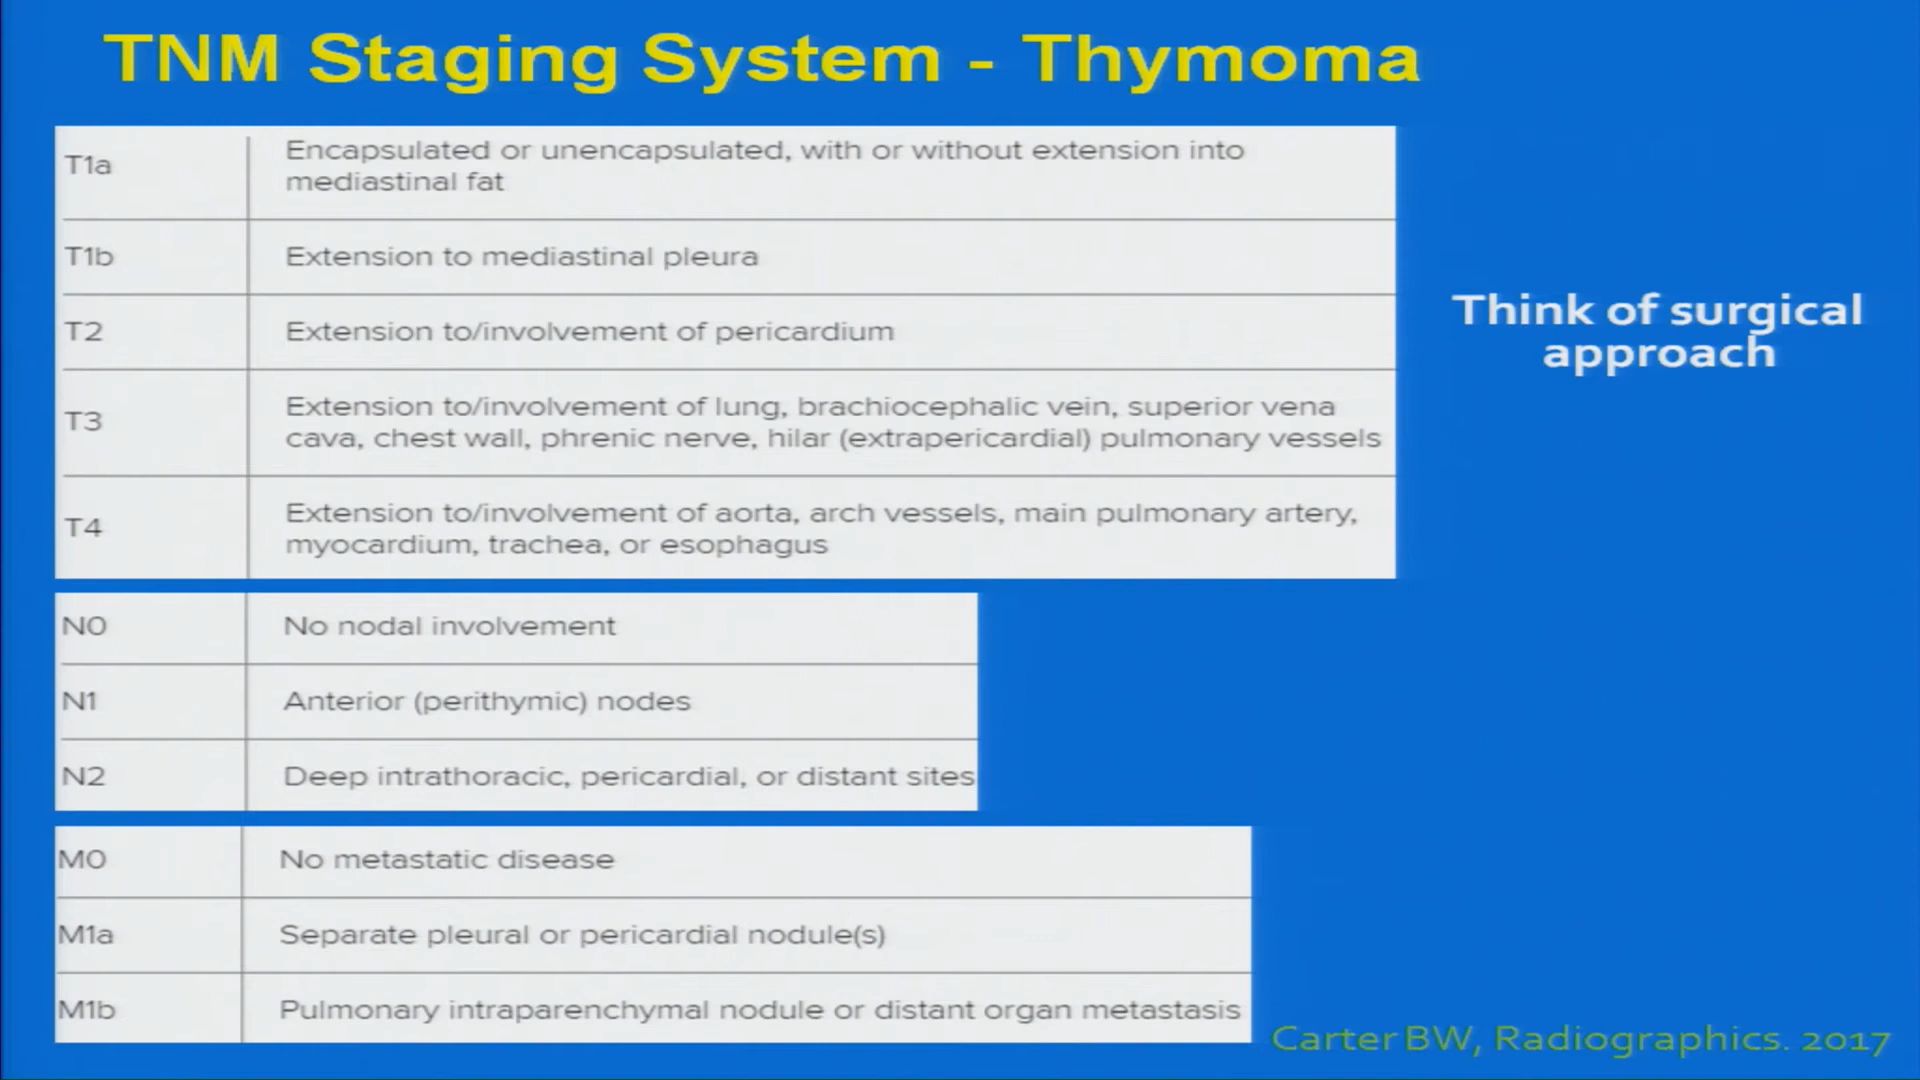 TNM Staging System - Thymoma
T1a Encapsulated or unencapsulated, with or without extension into
mediastinal fat
T1b Extension to mediastinal pleura
T2 Extension to/involvement of pericardium
T3 Extension to/involvement of lung, brachiocephalic vein, superior vena
cava, chest wall, phrenic nerve, hilar (extrapericardial) pulmonary vessels
T4 Extension to/involvement of aorta, arch vessels, main pulmonary artery,
myocardium, trachea, or esophagus
Think of surgical
approach
N0 No nodal involvement
N1 Anterior (perithymic) nodes
N2 Deep intrathoracic, pericardial, or distant sites
M0 No metastatic disease
M1a Separate pleural or pericardial nodule(s)
M1b Pulmonary intraparenchymal nodule or distant organ metastasis
Carter BW, Radiographics. 2017